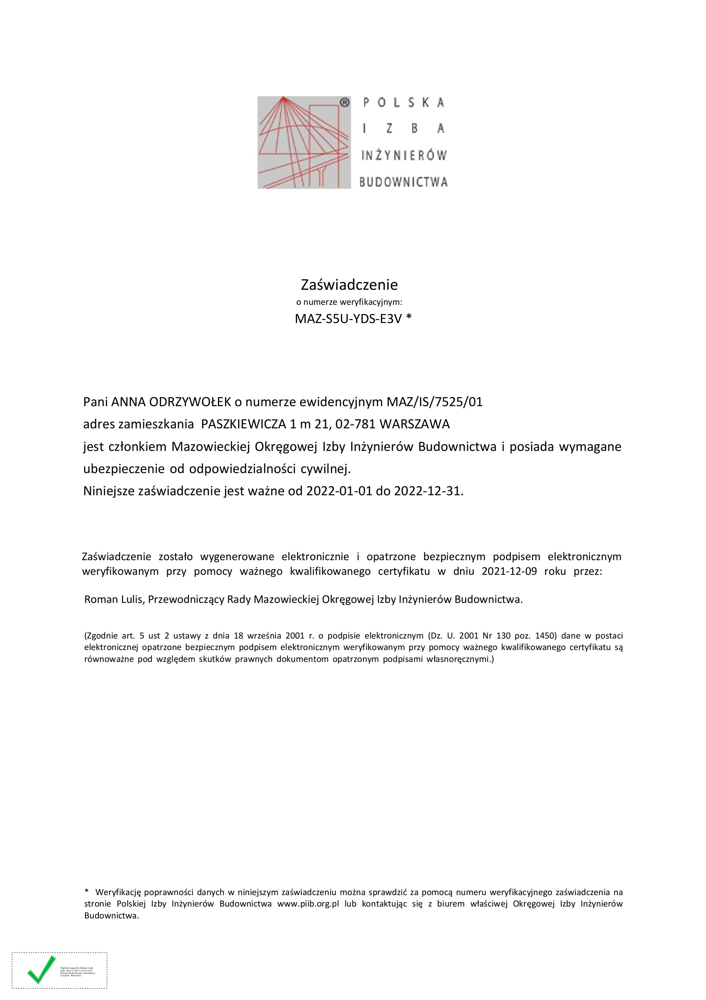 ®
POLSKA
IZBA
INŻYNIERÓW
BUDOWNICTWA
Zaświadczenie
o numerze weryfikacyjnym:
MAZ-S5U-YDS-E3V *
Pani ANNA ODRZYWOŁEK o numerze ewidencyjnym MAZ/IS/7525/01
adres zamieszkania PASZKIEWICZA 1 m 21, 02-781 WARSZAWA
jest członkiem Mazowieckiej Okręgowej Izby Inżynierów Budownictwa i posiada wymagane
ubezpieczenie od odpowiedzialności cywilnej.
Niniejsze zaświadczenie jest ważne od 2022-01-01 do 2022-12-31.
Zaświadczenie zostało wygenerowane elektronicznie i opatrzone bezpiecznym podpisem elektronicznym
weryfikowanym przy pomocy ważnego kwalifikowanego certyfikatu w dniu 2021-12-09 roku przez:
Roman Lulis, Przewodniczący Rady Mazowieckiej Okręgowej Izby Inżynierów Budownictwa.
(Zgodnie art. 5 ust 2 ustawy z dnia 18 września 2001 r. o podpisie elektronicznym (Dz. U. 2001 Nr 130 poz. 1450) dane w postaci
elektronicznej opatrzone bezpiecznym podpisem elektronicznym weryfikowanym przy pomocy ważnego kwalifikowanego certyfikatu są
równoważne pod względem skutków prawnych dokumentom opatrzonym podpisami własnoręcznymi.)
* Weryfikację poprawności danych w niniejszym zaświadczeniu można sprawdzić za pomocą numeru weryfikacyjnego zaświadczenia na
stronie Polskiej Izby Inżynierów Budownictwa www.piib.org.pl lub kontaktując się z biurem właściwej Okręgowej Izby Inżynierów
Budownictwa.
Digitally signed by Roman Lulis
Date: 2021.12.09 11:16:53 CET
Reason: Elektroniczne zaświadczenie
Location: Warszawa